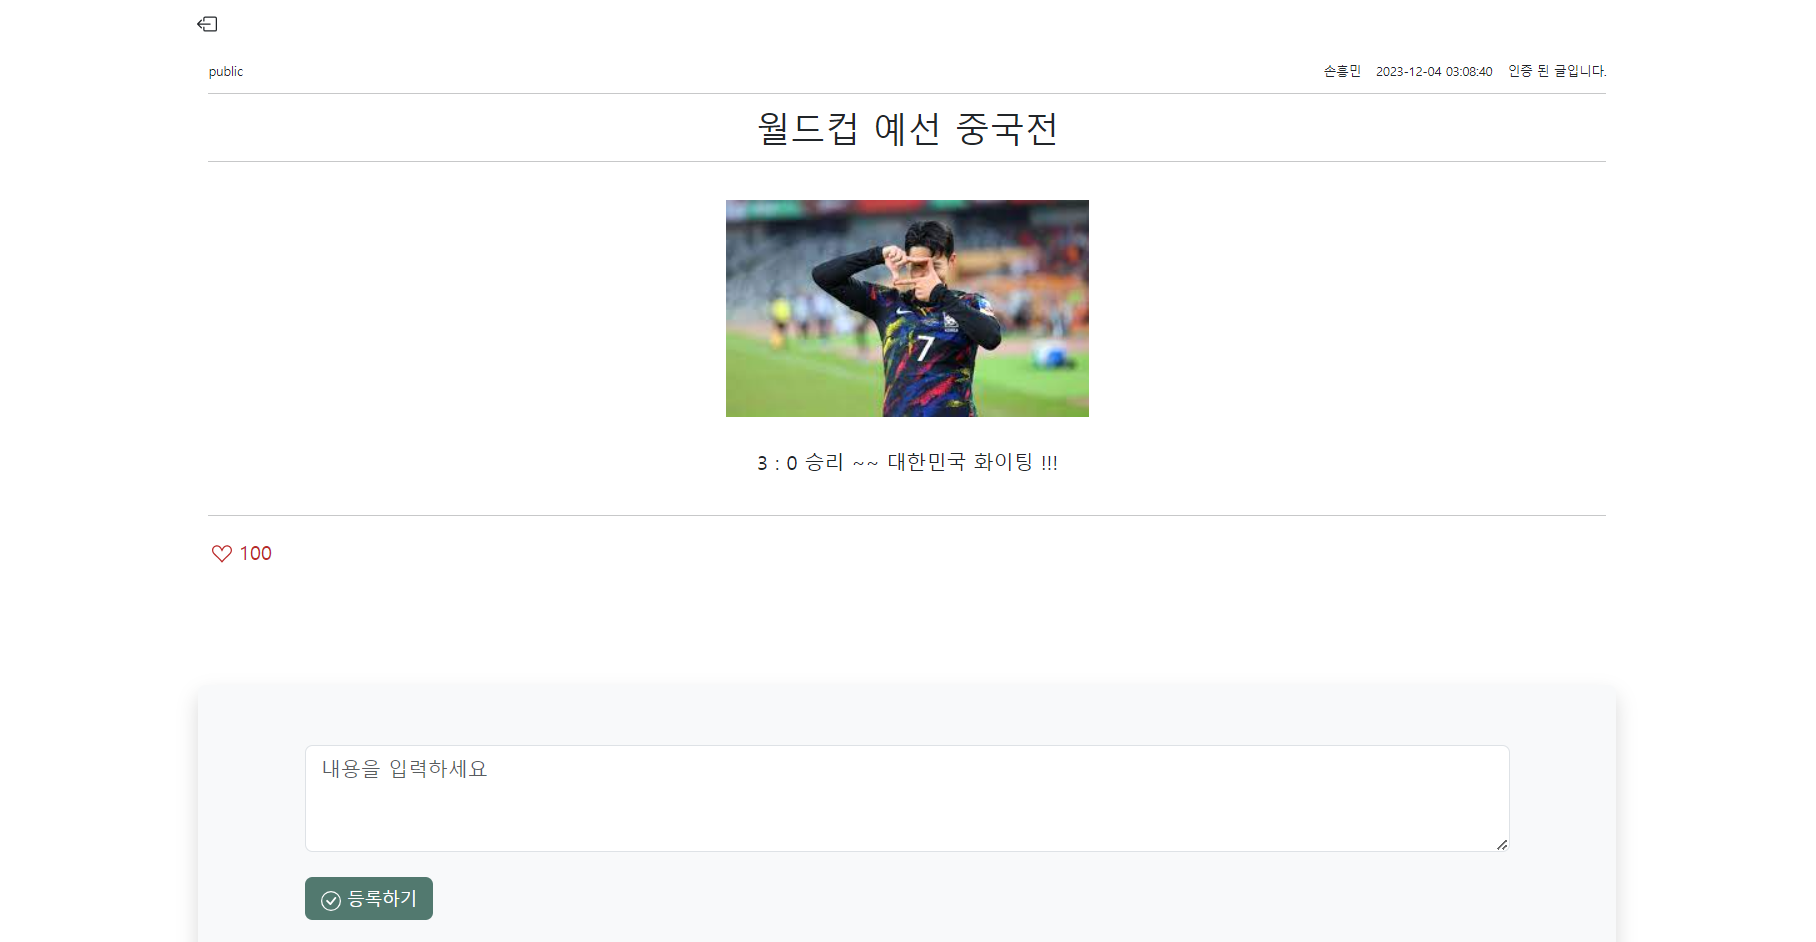 public
손흥민 2023-12-04 03:08:40 인증 된 글입니다.
월드컵 예선 중국전
7
3 : 0 승리 ~~ 대한민국 화이팅 !!!
100
내용을 입력하세요
등록하기